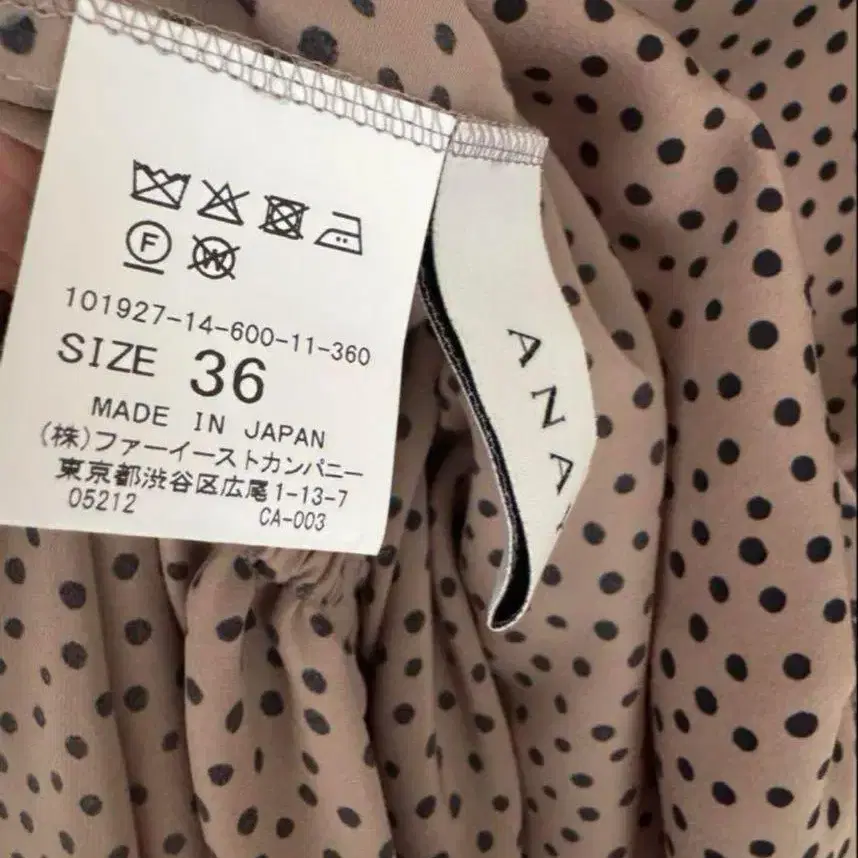 F
W
101927-14-600-11-360
SIZE 36
MADE IN JAPAN
(株)ファーイーストカンパニー
東京都渋谷区広尾1-13-7
05212 CA-003
ANA